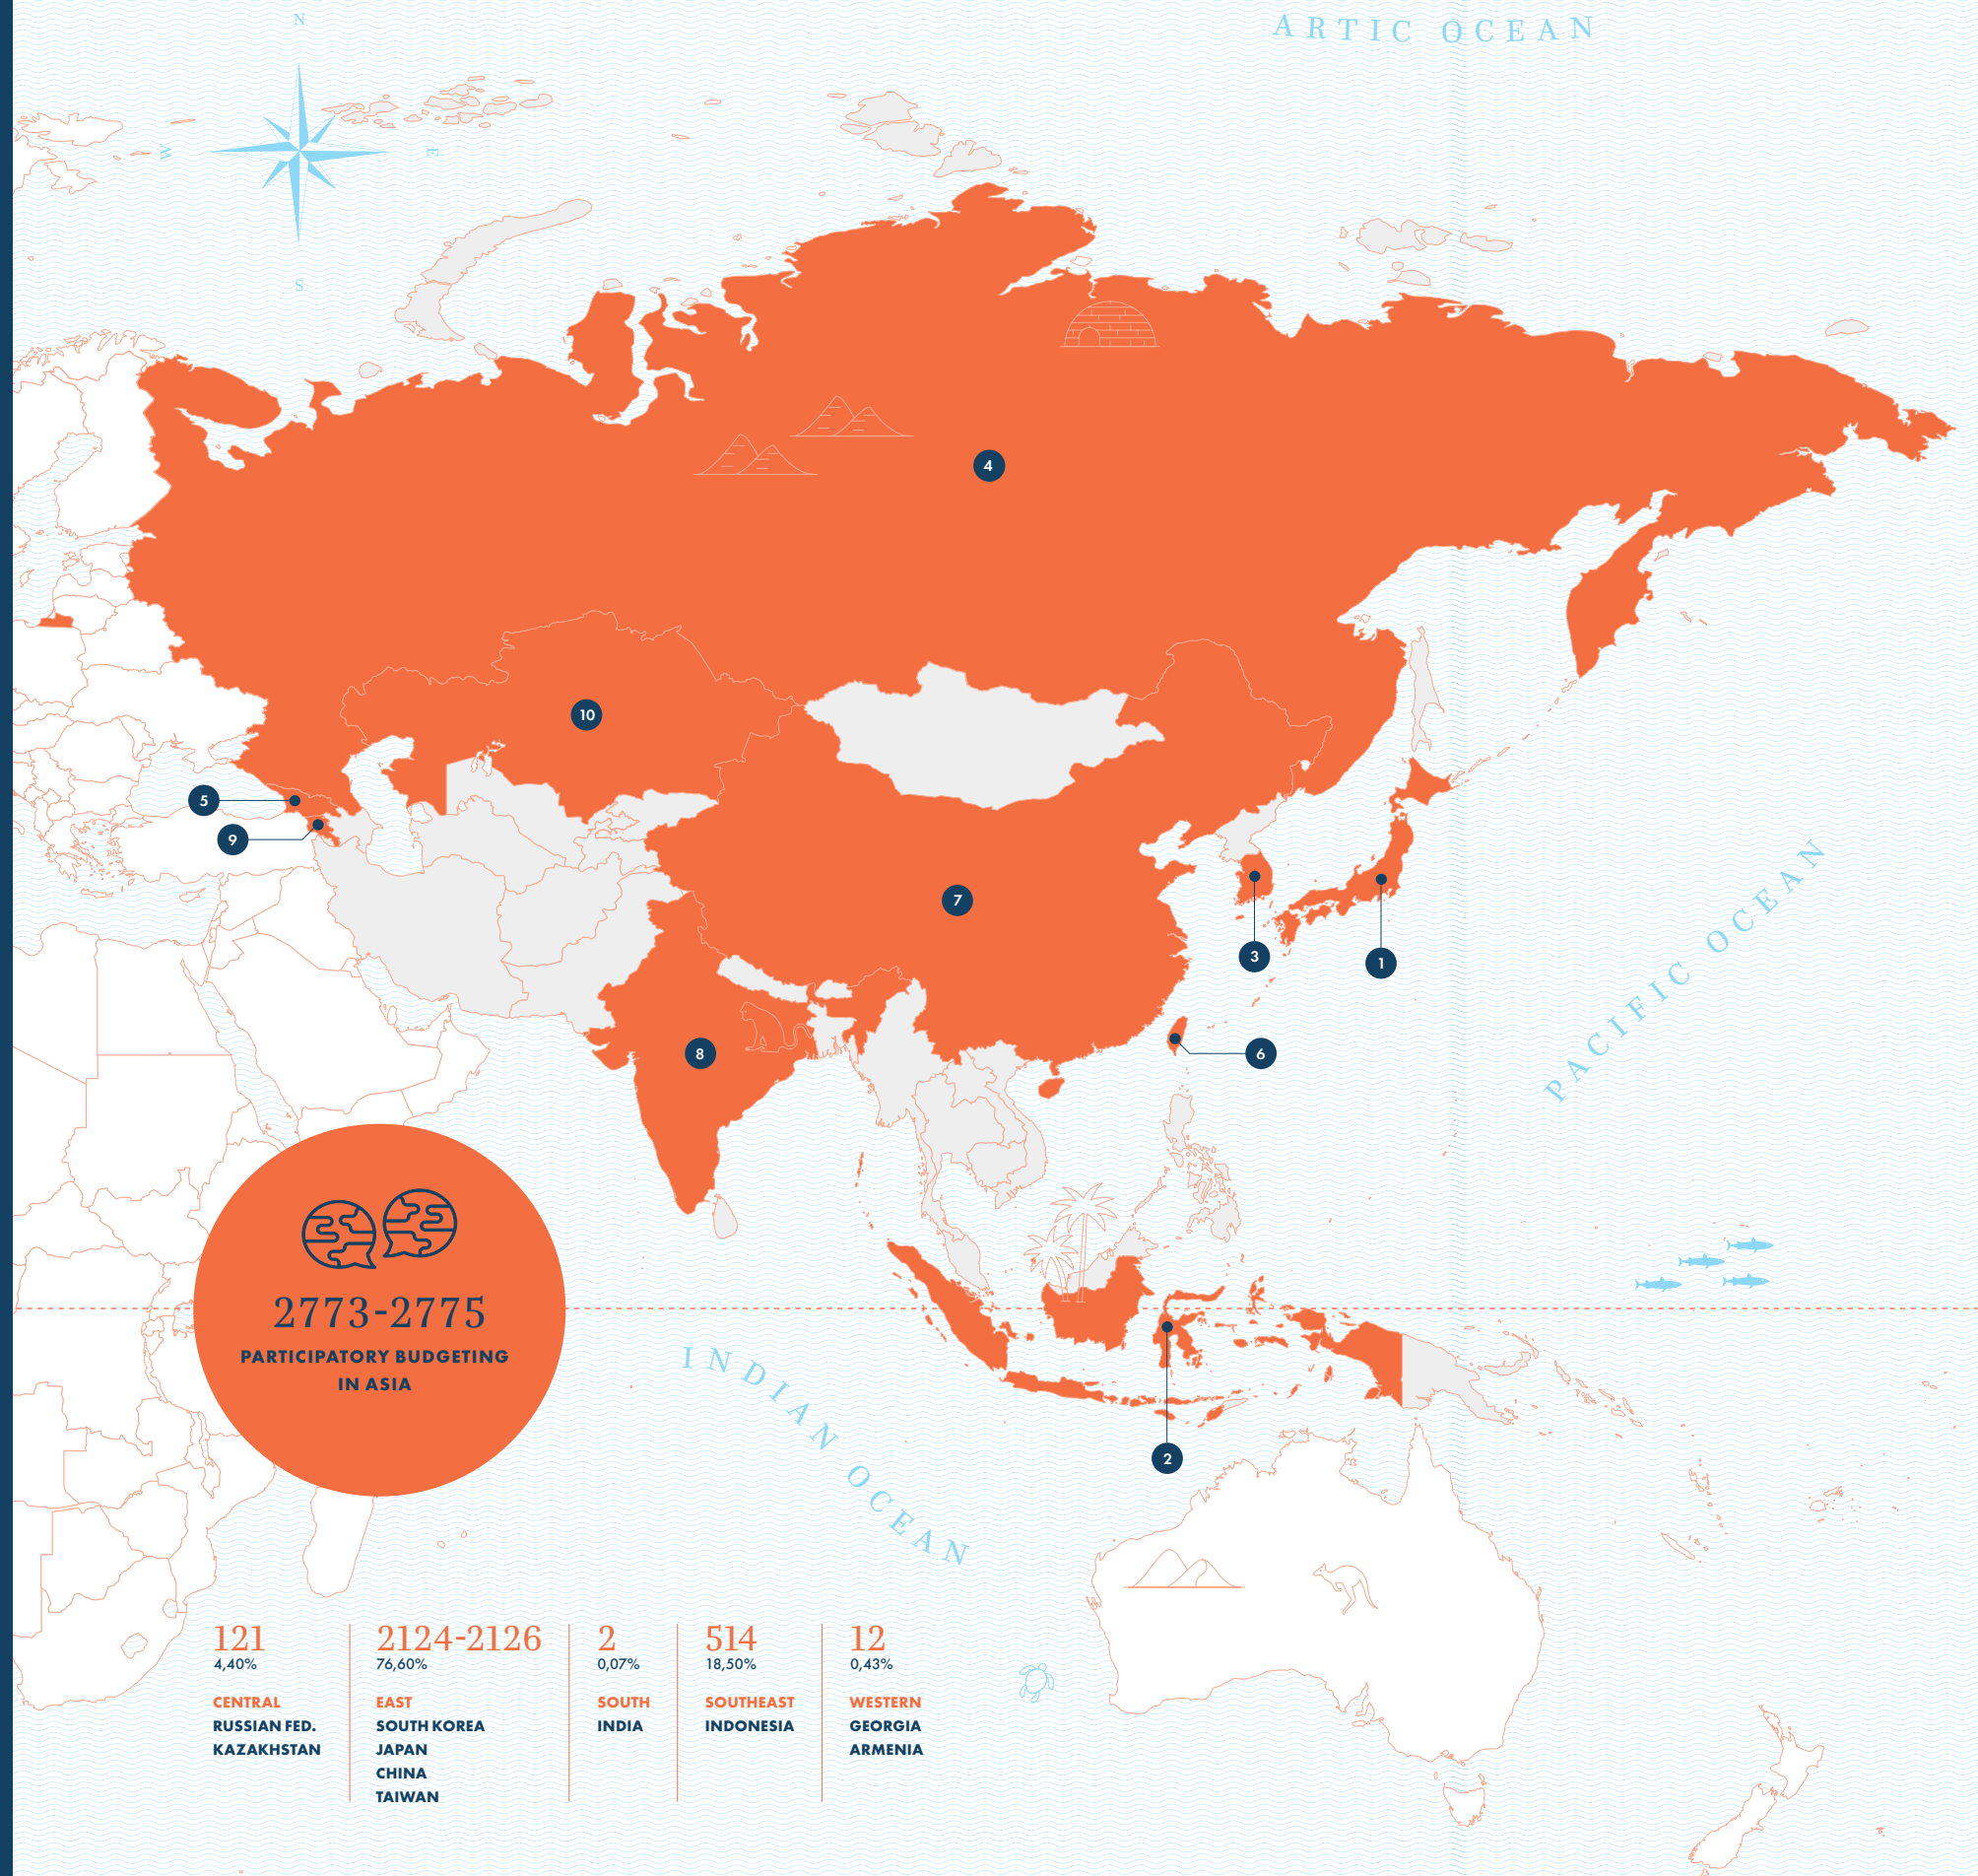 ARTIC OCEAN
N
W
E
S
4
10
5
9
7
3
1
8
6
PACIFIC OCEAN
2773-2775
PARTICIPATORY BUDGETING
IN ASIA
INDIAN OCEAN
2
121
4,40%
CENTRAL
RUSSIAN FED.
KAZAKHSTAN
2124-2126
76,60%
EAST
SOUTH KOREA
JAPAN
CHINA
TAIWAN
2
0,07%
SOUTH
INDIA
514
18,50%
SOUTHEAST
INDONESIA
12
0,43%
WESTERN
GEORGIA
ARMENIA